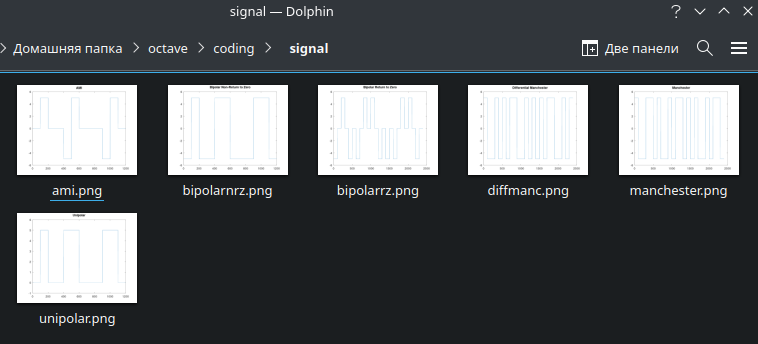 signal — Dolphin
Домашняя папка octave coding signal
Две панели
AMI
Bipolar Non-Return to Zero
Bipolar Return to Zero
Differential Manchester
Manchester
ami.png
bipolarnrz.png
bipolarrz.png
diffmanc.png
manchester.png
Unipolar
unipolar.png